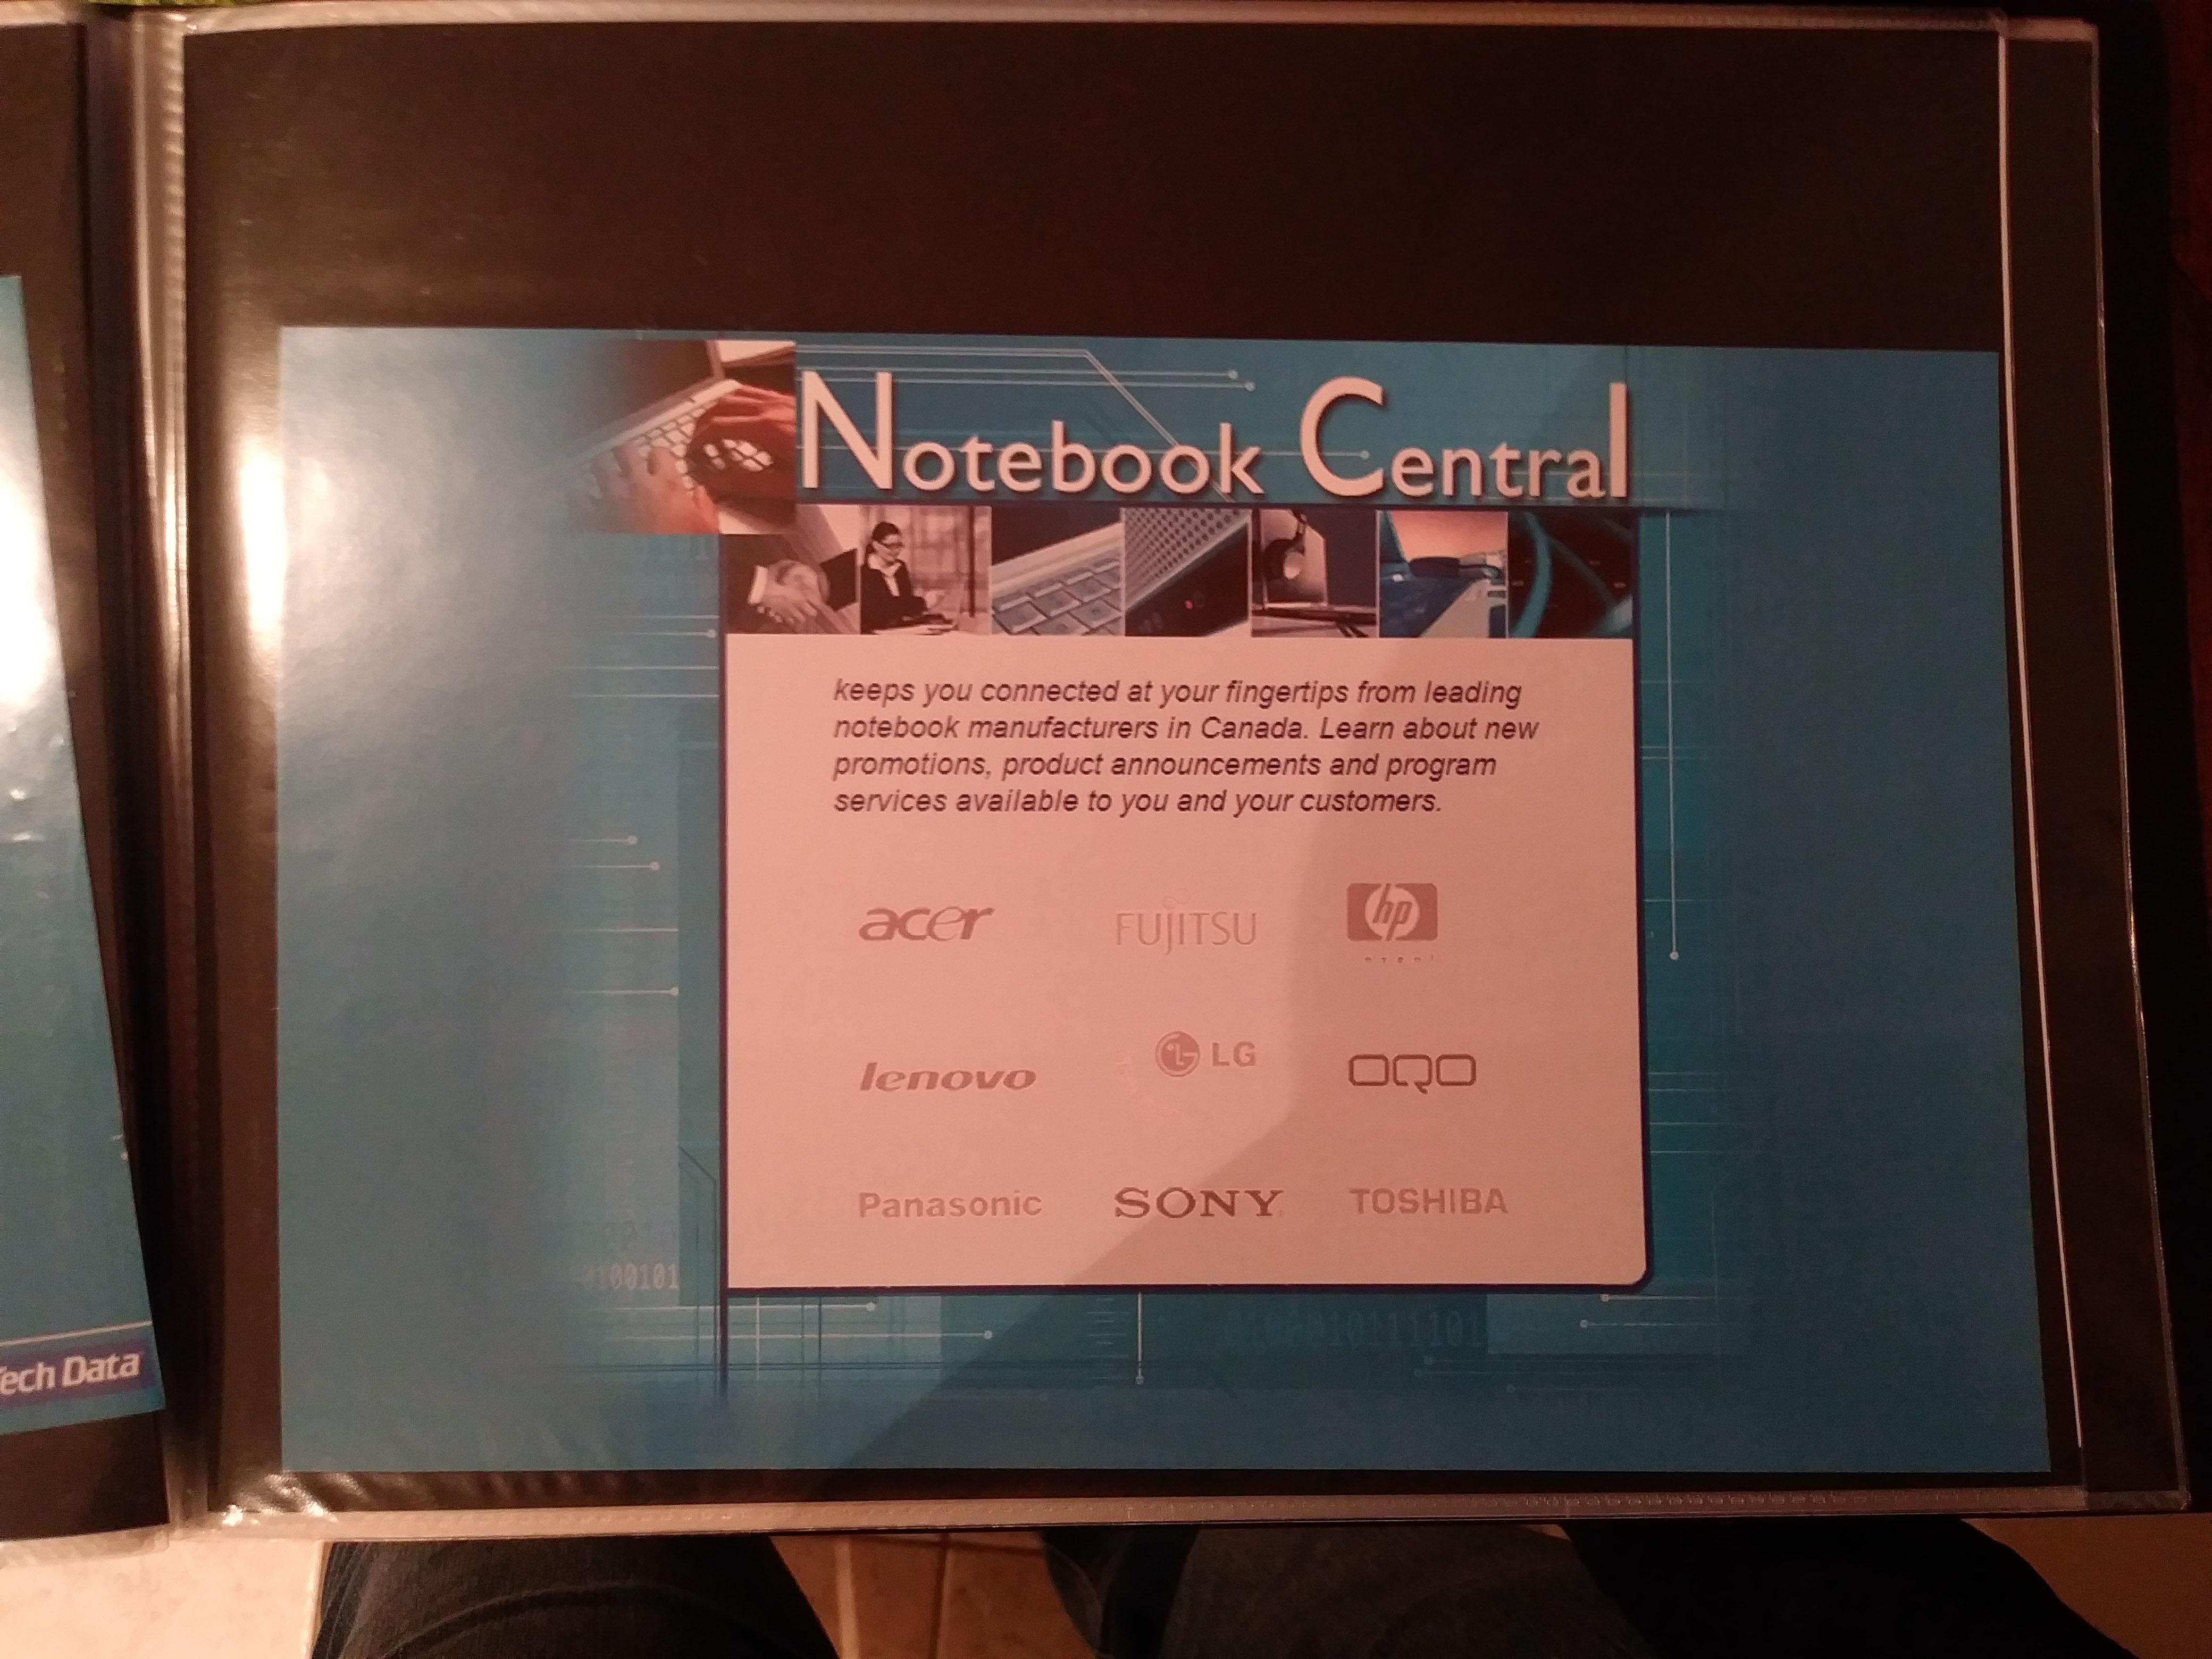 Notebook Central
keeps you connected at your fingertips from leading
notebook manufacturers in Canada. Learn about new
promotions, product announcements and program
services available to you and your customers.
acer FUJITSU hp
lenovo LG OQO
Panasonic SONY TOSHIBA
100101
Tech Data